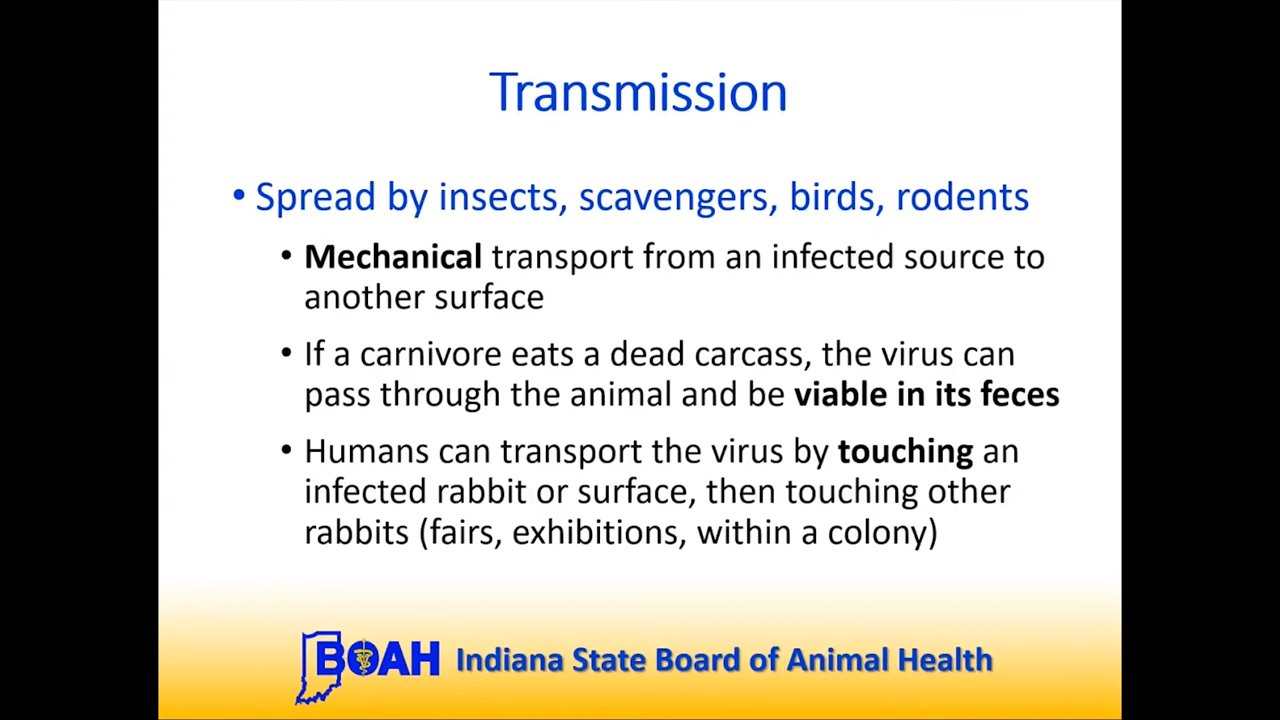 Transmission
• Spread by insects, scavengers, birds, rodents
• Mechanical transport from an infected source to
another surface
• If a carnivore eats a dead carcass, the virus can
pass through the animal and be viable in its feces
• Humans can transport the virus by touching an
infected rabbit or surface, then touching other
rabbits (fairs, exhibitions, within a colony)
BOAH Indiana State Board of Animal Health